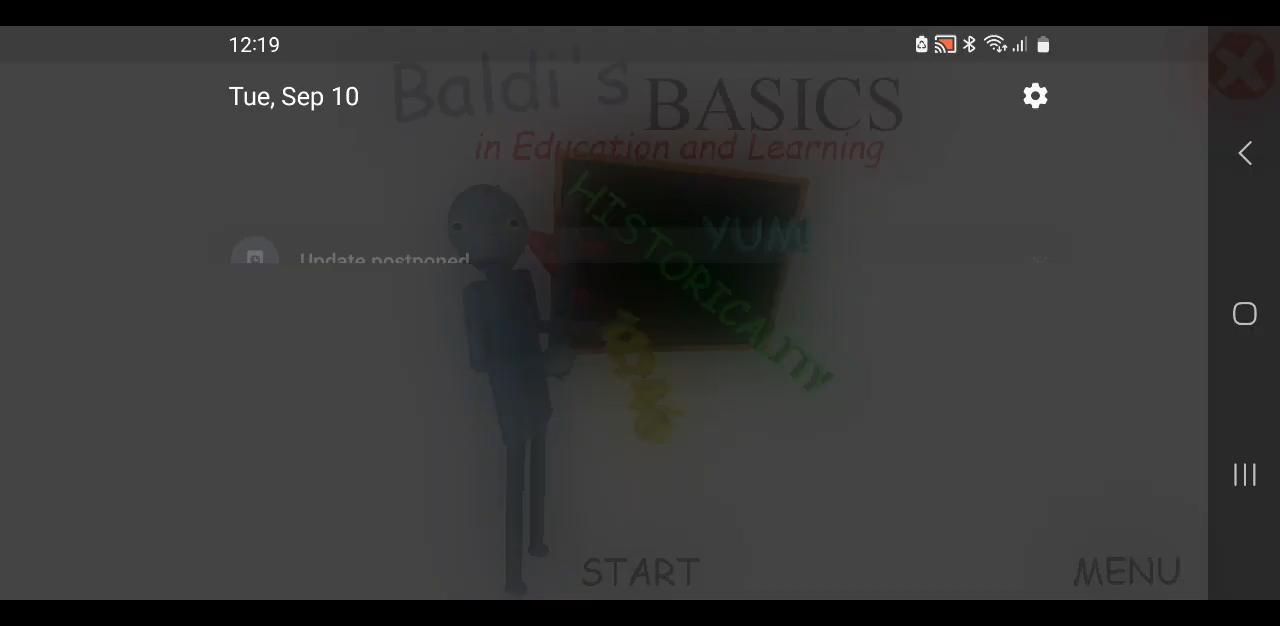 12:19
Tue, Sep 10
Baldi's BASICS
in Education and Learning
HISTORICALITY
YUM!
Update postponed
START
MENU